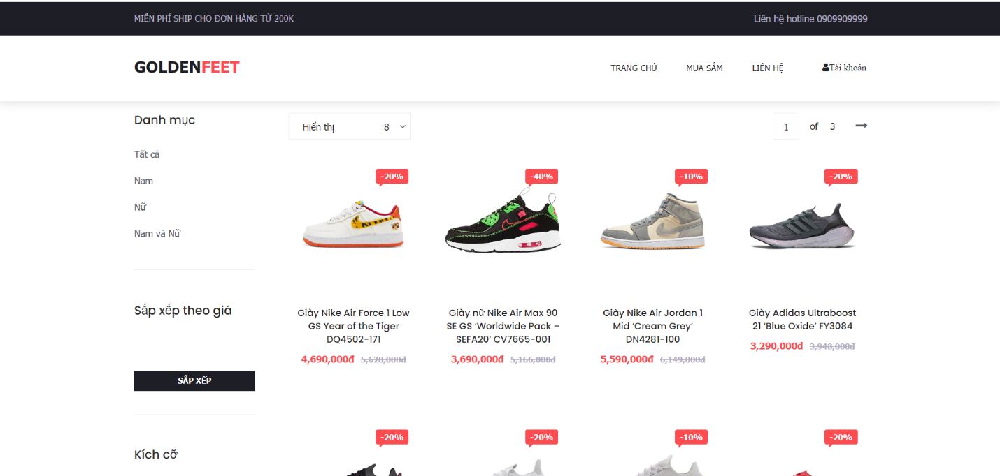 MIỄN PHÍ SHIP CHO ĐƠN HÀNG TỪ 200K
Liên hệ hotline 0909909999
GOLDENFEET
TRANG CHỦ
MUA SẮM
LIÊN HỆ
Tài khoản
Danh mục
Tất cả
Nam
Nữ
Nam và Nữ
Sắp xếp theo giá
SẮP XẾP
Kích cỡ
Hiển thị 8
1 of 3
-20%
-40%
-10%
-20%
Giày Nike Air Force 1 Low
GS Year of the Tiger
DQ4502-171
4,690,000đ 5,628,000đ
Giày nữ Nike Air Max 90
SE GS ‘Worldwide Pack –
SEFA20’ CV7665-001
3,690,000đ 5,166,000đ
Giày Nike Air Jordan 1
Mid ‘Cream Grey’
DN4281-100
5,590,000đ 6,149,000đ
Giày Adidas Ultraboost
21 ‘Blue Oxide’ FY3084
3,290,000đ 3,948,000đ
-20%
-20%
-10%
-20%